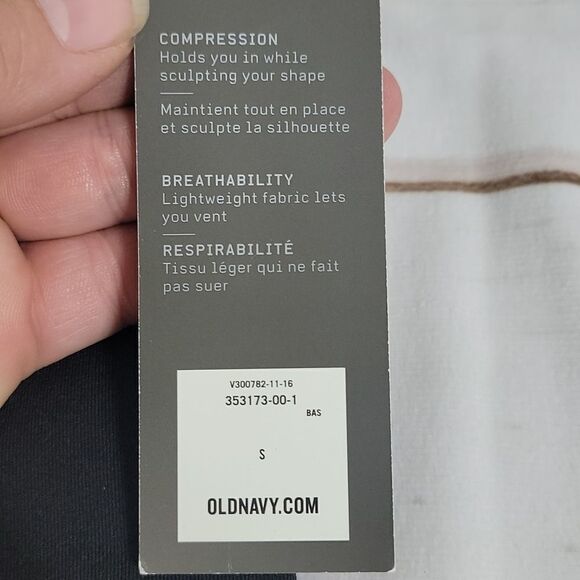 COMPRESSION
Holds you in while
sculpting your shape
Maintient tout en place
et sculpte la silhouette
BREATHABILITY
Lightweight fabric lets
you vent
RESPIRABILITÉ
Tissu léger qui ne fait
pas suer
V300782-11-16
353173-00-1
BAS
S
OLDNAVY.COM